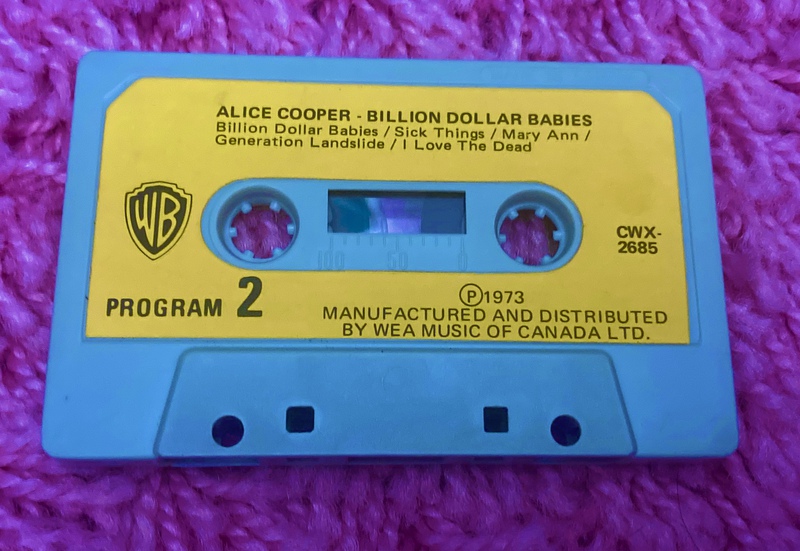 ALICE COOPER - BILLION DOLLAR BABIES
Billion Dollar Babies / Sick Things / Mary Ann /
Generation Landslide / I Love The Dead
WB
CWX-
2685
100 50 0
PROGRAM 2
Ⓟ1973
MANUFACTURED AND DISTRIBUTED
BY WEA MUSIC OF CANADA LTD.